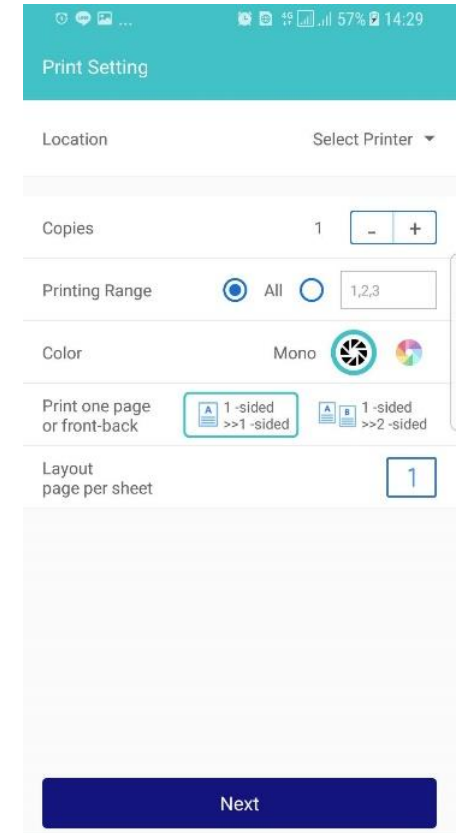 ... 57% 14:29
Print Setting
Location Select Printer
Copies 1 - +
Printing Range All 1,2,3
Color Mono
Print one page
or front-back
A 1 -sided
>>1 -sided
A B 1 -sided
>>2 -sided
Layout
page per sheet
1
Next